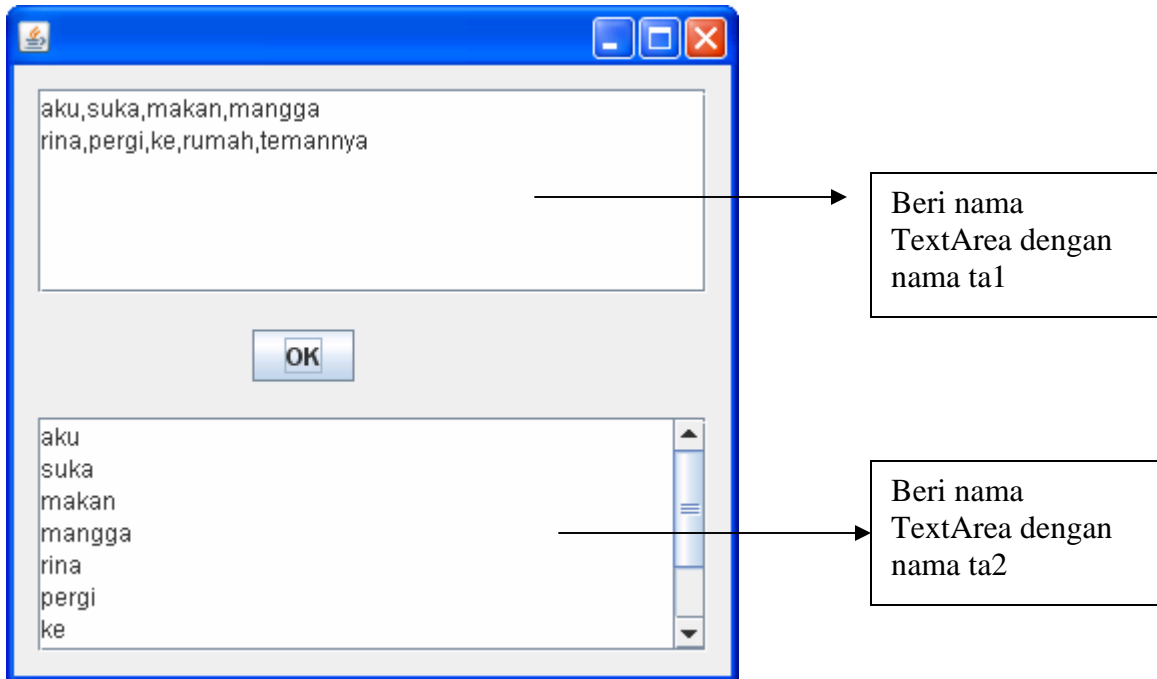 aku,suka,makan,mangga
rina,pergi,ke,rumah,temannya
Beri nama
TextArea dengan
nama ta1
OK
aku
suka
makan
mangga
rina
pergi
ke
Beri nama
TextArea dengan
nama ta2